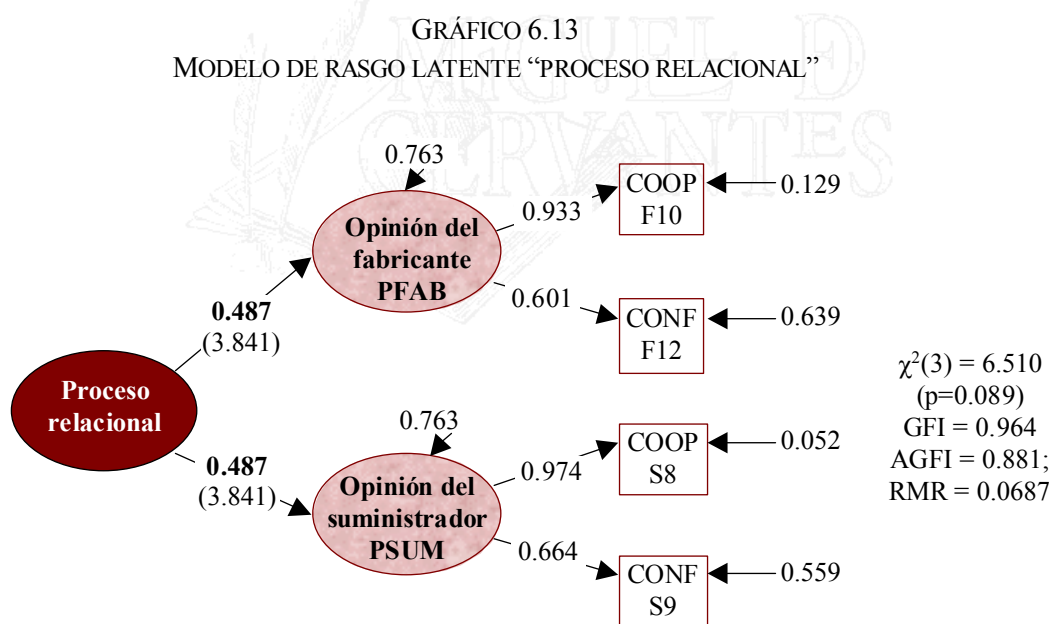 GRÁFICO 6.13
MODELO DE RASGO LATENTE “PROCESO RELACIONAL”
MIGUEL D
CERVANTES
0.763
Opinión del
fabricante
PFAB
0.933
COOP
F10
0.129
0.601
CONF
F12
0.639
0.487
(3.841)
Proceso
relacional
0.487
(3.841)
0.763
Opinión del
suministrador
PSUM
0.974
COOP
S8
0.052
0.664
CONF
S9
0.559
χ²(3) = 6.510
(p=0.089)
GFI = 0.964
AGFI = 0.881;
RMR = 0.0687